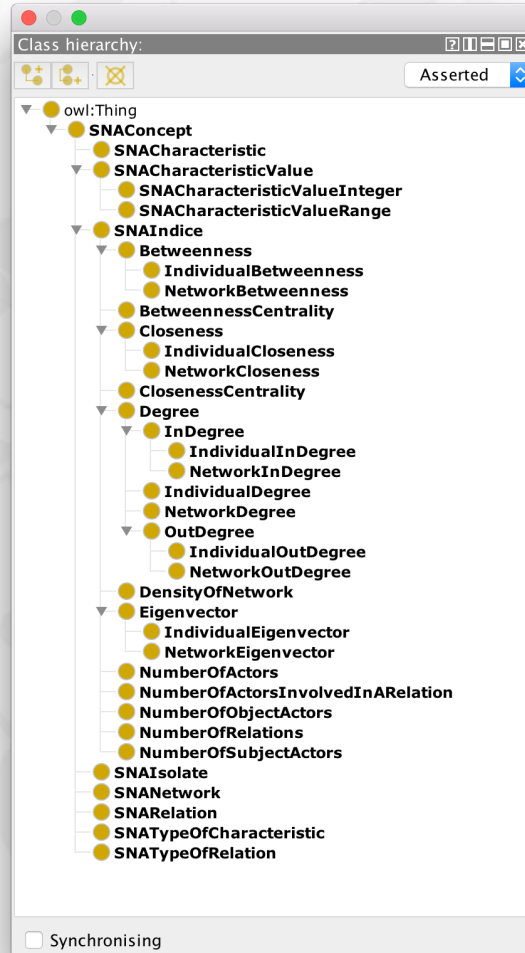 Class hierarchy:
Asserted
owl:Thing
SNAConcept
SNACharacteristic
SNACharacteristicValue
SNACharacteristicValueInteger
SNACharacteristicValueRange
SNAIndice
Betweenness
IndividualBetweenness
NetworkBetweenness
BetweennessCentrality
Closeness
IndividualCloseness
NetworkCloseness
ClosenessCentrality
Degree
InDegree
IndividualInDegree
NetworkInDegree
IndividualDegree
NetworkDegree
OutDegree
IndividualOutDegree
NetworkOutDegree
DensityOfNetwork
Eigenvector
IndividualEigenvector
NetworkEigenvector
NumberOfActors
NumberOfActorsInvolvedInARelation
NumberOfObjectActors
NumberOfRelations
NumberOfSubjectActors
SNAIsolate
SNANetwork
SNARelation
SNATypeOfCharacteristic
SNATypeOfRelation
Synchronising